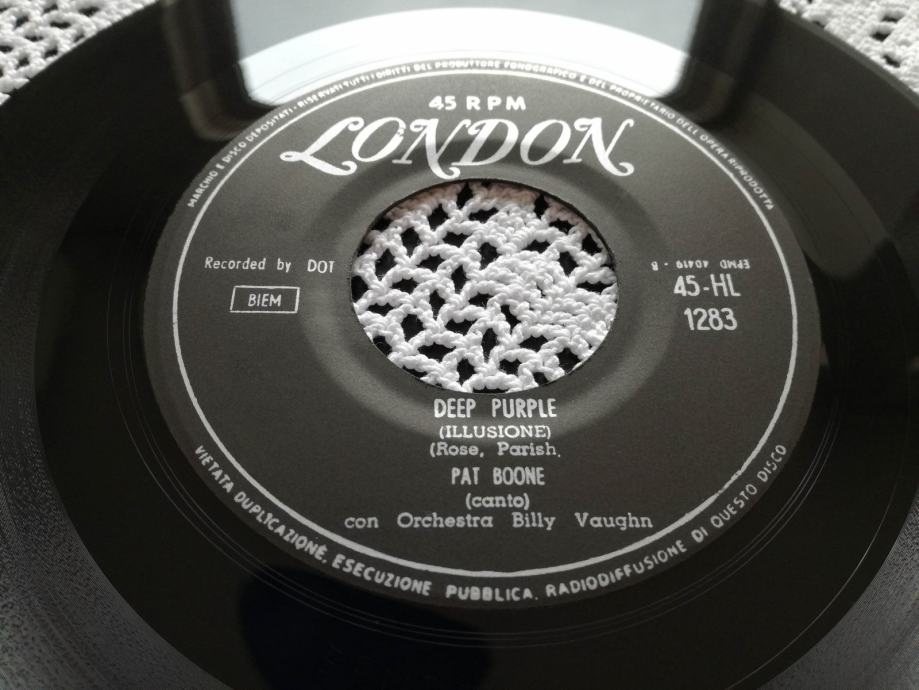 MARCHIO E DISCO DEPOSITATI · RISERVATI TUTTI I DIRITTI DEL PRODUTTORE FONOGRAFICO E DEL PROPRIETARIO DELL'OPERA RIPRODOTTA
45 RPM
LONDON
Recorded by DOT
BIEM
EPMD 40419 - B
45-HL
1283
DEEP PURPLE
(ILLUSIONE)
(Rose, Parish,
PAT BOONE
(canto)
con Orchestra Billy Vaughn
VIETATA DUPLICAZIONE, ESECUZIONE PUBBLICA, RADIODIFFUSIONE DI QUESTO DISCO